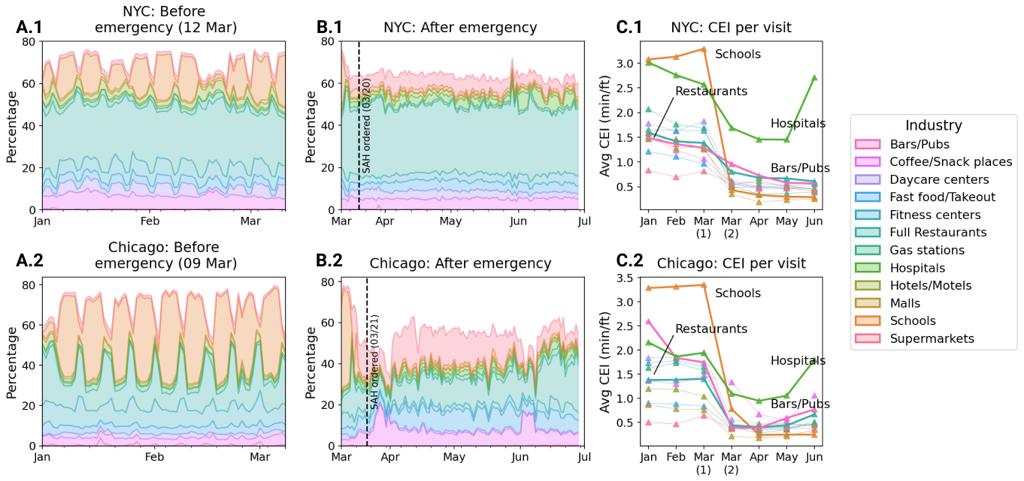 A.1
NYC: Before
emergency (12 Mar)
Percentage
80
60
40
20
0
Jan
Feb
Mar
B.1
NYC: After emergency
Percentage
80
60
40
20
0
SAH ordered (03/20)
Mar
Apr
May
Jun
Jul
C.1
NYC: CEI per visit
Avg CEI (min/ft)
3.0
2.5
2.0
1.5
1.0
0.5
Schools
Restaurants
Hospitals
Bars/Pubs
Jan
Feb
Mar
(1)
Mar
(2)
Apr
May
Jun
A.2
Chicago: Before
emergency (09 Mar)
Percentage
80
60
40
20
0
Jan
Feb
Mar
B.2
Chicago: After emergency
Percentage
80
60
40
20
0
SAH ordered (03/21)
Mar
Apr
May
Jun
Jul
C.2
Chicago: CEI per visit
Avg CEI (min/ft)
3.5
3.0
2.5
2.0
1.5
1.0
0.5
Schools
Restaurants
Hospitals
Bars/Pubs
Jan
Feb
Mar
(1)
Mar
(2)
Apr
May
Jun
Industry
Bars/Pubs
Coffee/Snack places
Daycare centers
Fast food/Takeout
Fitness centers
Full Restaurants
Gas stations
Hospitals
Hotels/Motels
Malls
Schools
Supermarkets